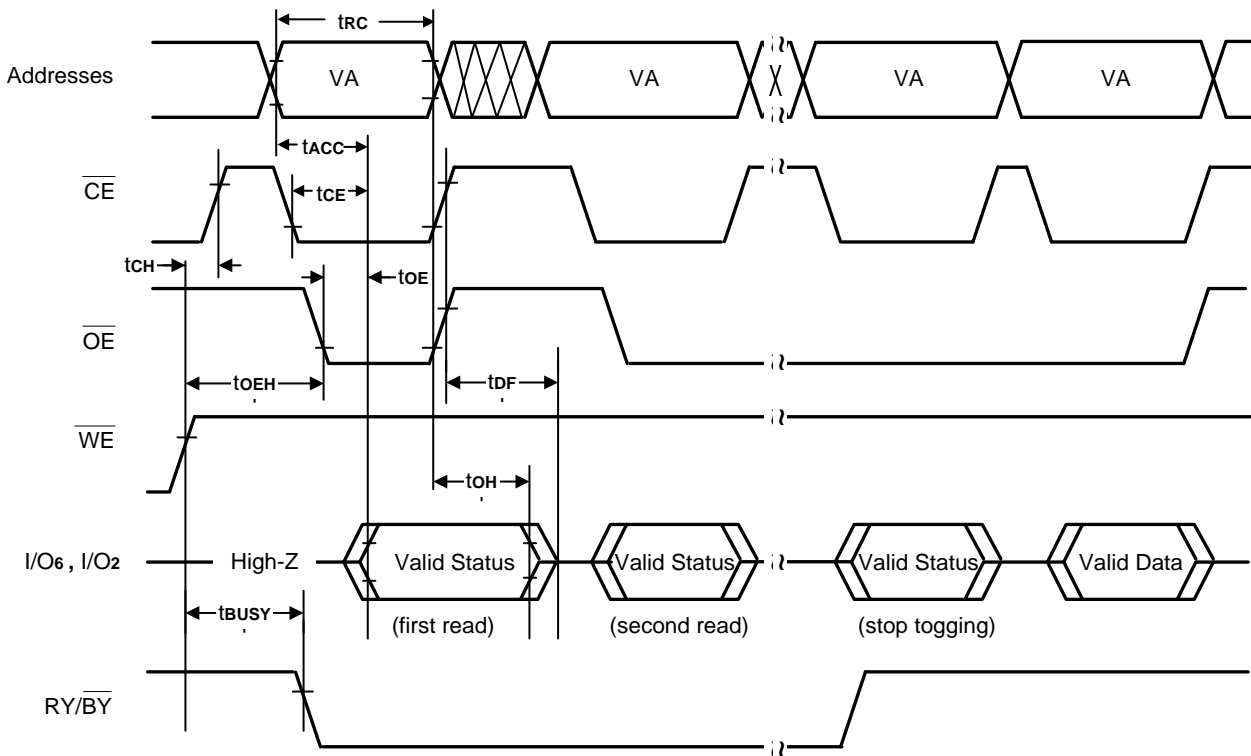 tRC
Addresses VA VA X VA VA
tACC
CE tCE
tCH tOE
OE
tOEH tDF
WE
tOH
I/O6 , I/O2 High-Z Valid Status Valid Status Valid Status Valid Data
tBUSY (first read) (second read) (stop togging)
RY/BY